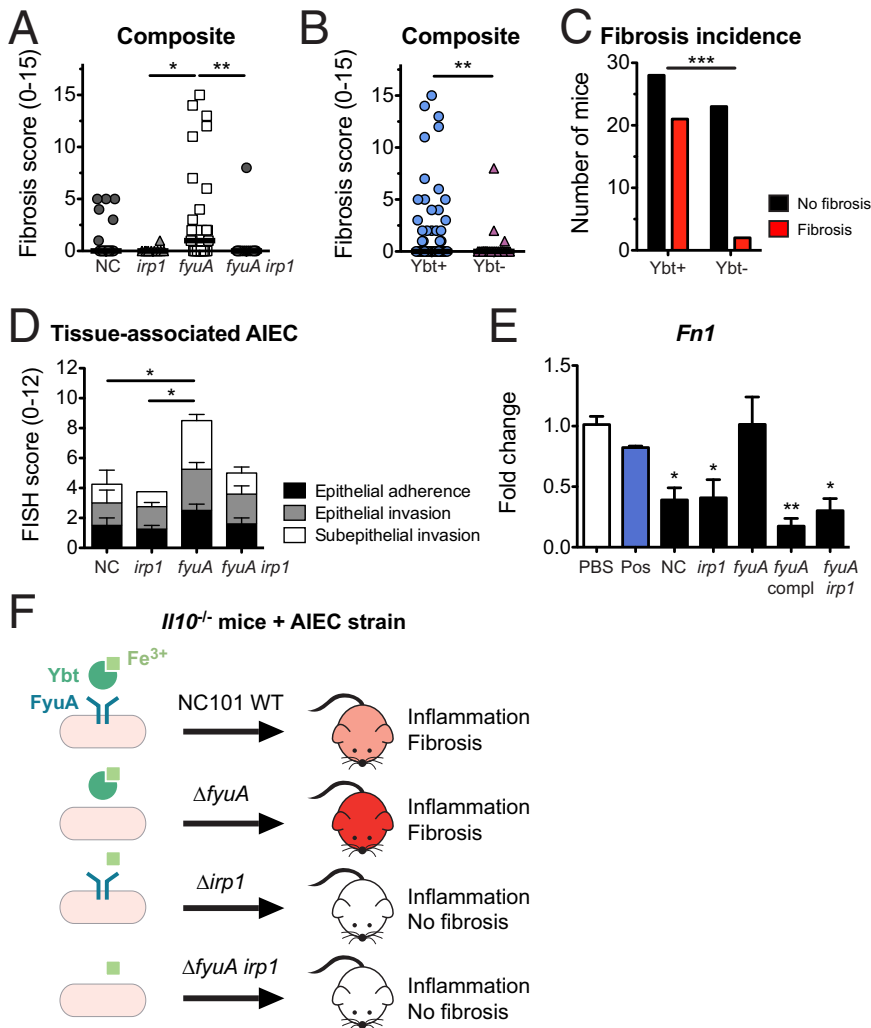 A
Composite
Fibrosis score (0-15)
15
10
5
0
*
**
NC
irp1
fyuA
fyuA irp1
B
Composite
Fibrosis score (0-15)
15
10
5
0
**
Ybt+
Ybt-
C
Fibrosis incidence
Number of mice
30
20
10
0
***
Ybt+
Ybt-
No fibrosis
Fibrosis
D
Tissue-associated AIEC
FISH score (0-12)
12
10
8
6
4
2
0
*
*
NC
irp1
fyuA
fyuA irp1
Epithelial adherence
Epithelial invasion
Subepithelial invasion
E
Fn1
Fold change
1.5
1.0
0.5
0.0
*
*
**
*
PBS
Pos
NC
irp1
fyuA
fyuA
compl
fyuA
irp1
F
Il10-/- mice + AIEC strain
Ybt
Fe3+
FyuA
NC101 WT
Inflammation
Fibrosis
ΔfyuA
Inflammation
Fibrosis
Δirp1
Inflammation
No fibrosis
ΔfyuA irp1
Inflammation
No fibrosis